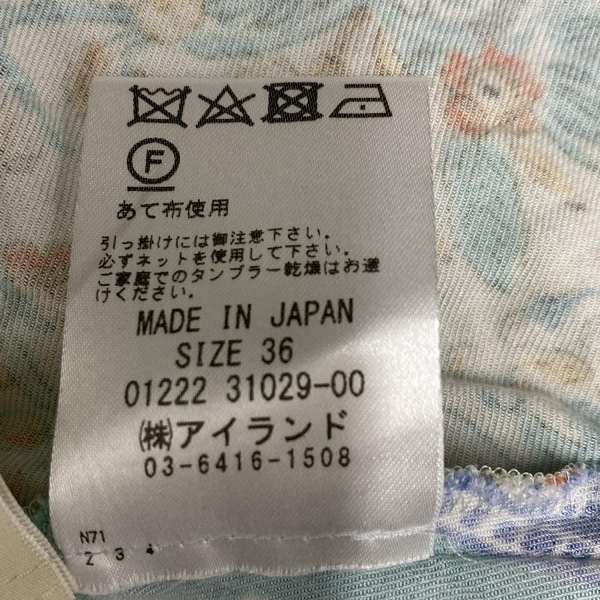 F
あて布使用
引っ掛けには御注意下さい。
必ずネットを使用して下さい。
ご家庭でのタンブラー乾燥はお避
けください。
MADE IN JAPAN
SIZE 36
01222 31029-00
㈱アイランド
03-6416-1508
N71
2 3 4